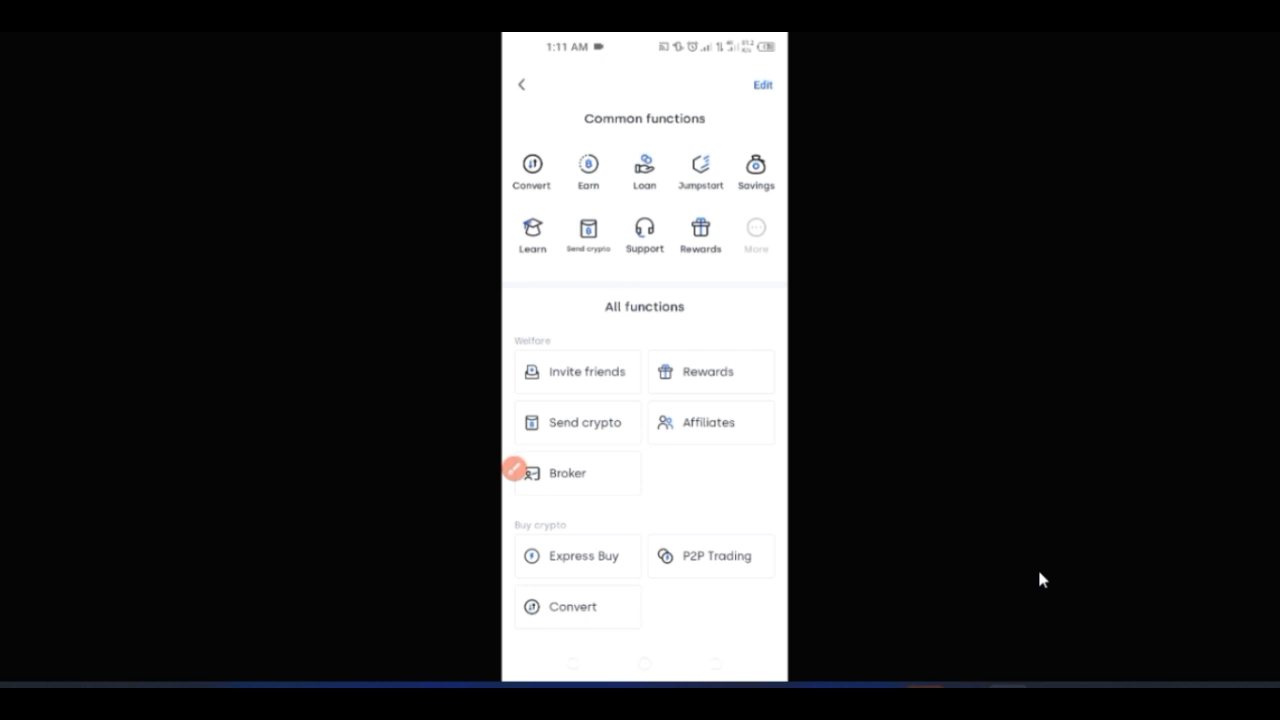 1:11 AM
Edit
Common functions
Convert Earn Loan Jumpstart Savings
Learn Send crypto Support Rewards More
All functions
Welfare
Invite friends Rewards
Send crypto Affiliates
Broker
Buy crypto
Express Buy P2P Trading
Convert